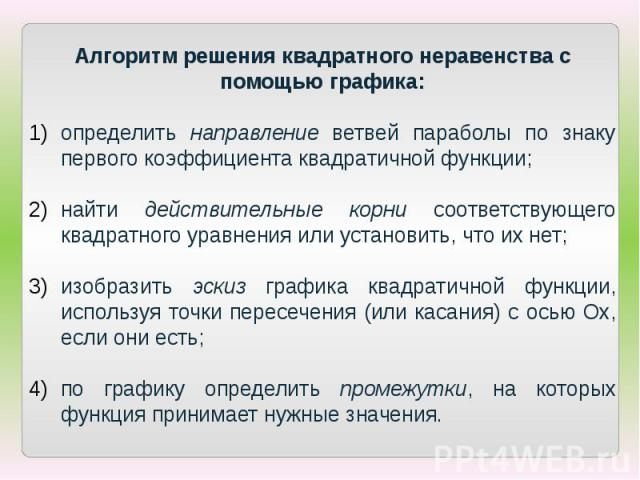 Алгоритм решения квадратного неравенства с
помощью графика:
1) определить направление ветвей параболы по знаку
первого коэффициента квадратичной функции;
2) найти действительные корни соответствующего
квадратного уравнения или установить, что их нет;
3) изобразить эскиз графика квадратичной функции,
используя точки пересечения (или касания) с осью Ох,
если они есть;
4) по графику определить промежутки, на которых
функция принимает нужные значения.
PPt4WEB.ru